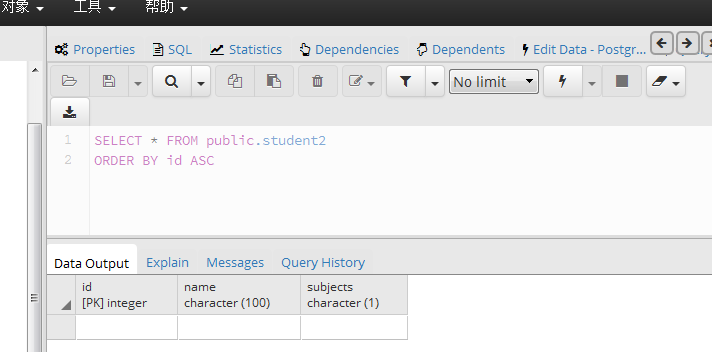 对象 工具 帮助
Properties SQL Statistics Dependencies Dependents Edit Data - Postgr...
No limit
1 SELECT * FROM public.student2
2 ORDER BY id ASC
Data Output Explain Messages Query History
id name subjects
[PK] integer character (100) character (1)